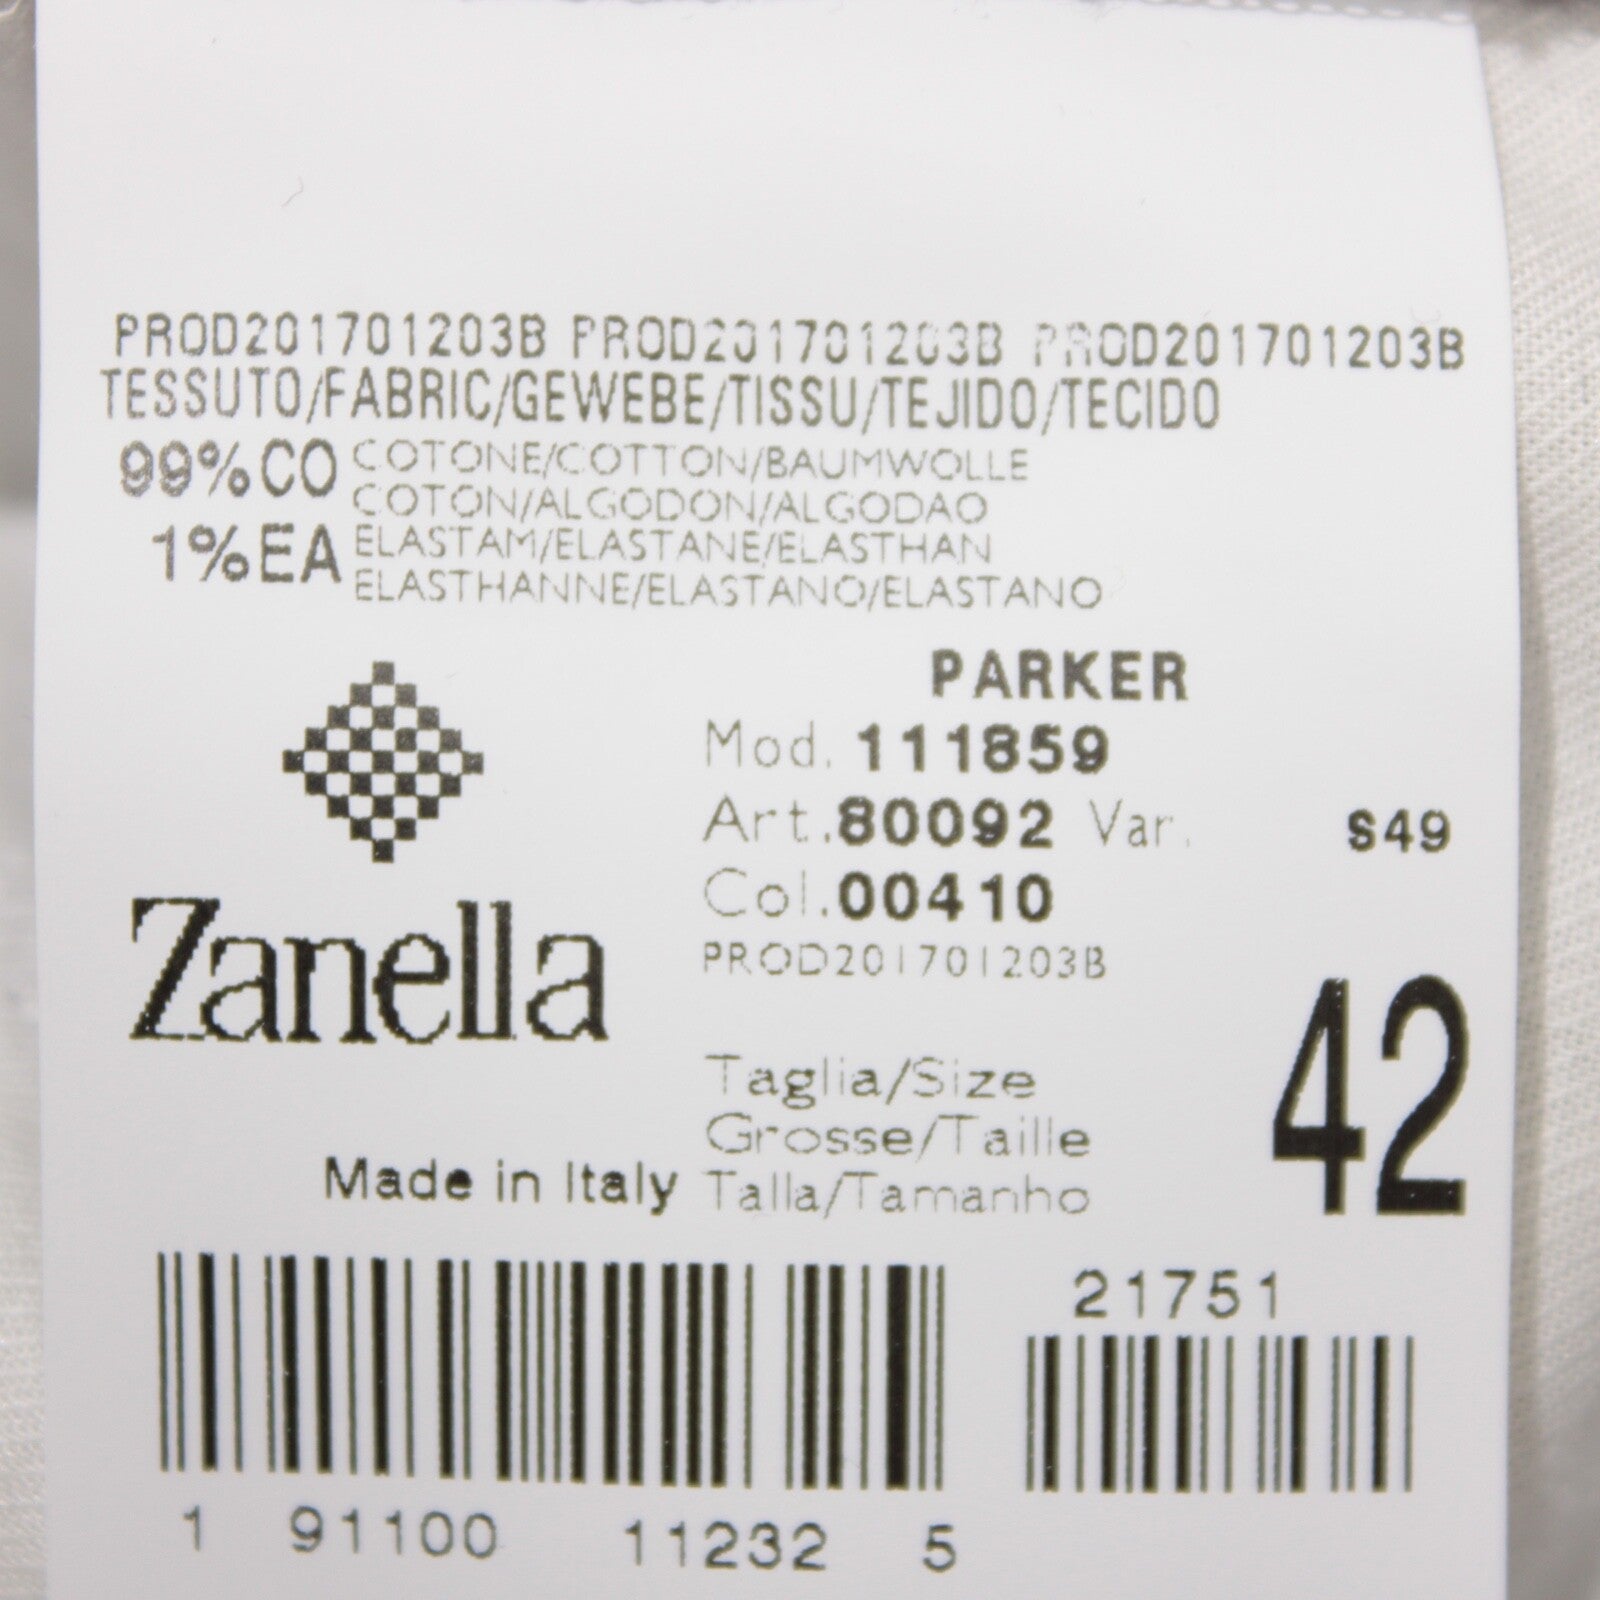 PROD201701203B PROD201701203B PROD201701203B
TESSUTO/FABRIC/GEWEBE/TISSU/TEJIDO/TECIDO
99%CO COTONE/COTTON/BAUMWOLLE
COTON/ALGODON/ALGODAO
1%EA ELASTAM/ELASTANE/ELASTHAN
ELASTHANNE/ELASTANO/ELASTANO
PARKER
Mod. 111859
Art.80092 Var. S49
Col.00410
PROD201701203B
Zanella
Taglia/Size
Grosse/Taille
Talla/Tamanho
42
Made in Italy
21751
1 91100 11232 5